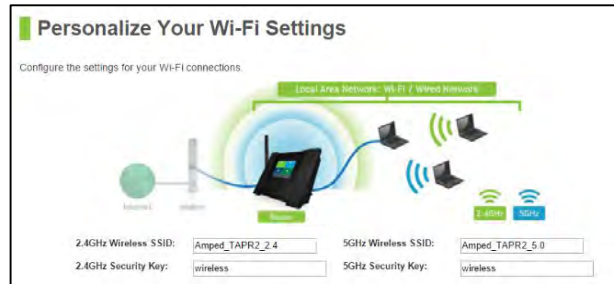 Personalize Your Wi-Fi Settings
Configure the settings for your Wi-Fi connections.
Local Area Network: Wi-Fi / Wired Network
Internet
Modem
Router
2.4GHz
5GHz
2.4GHz Wireless SSID: Amped_TAPR2_2.4 5GHz Wireless SSID: Amped_TAPR2_5.0
2.4GHz Security Key: wireless 5GHz Security Key: wireless